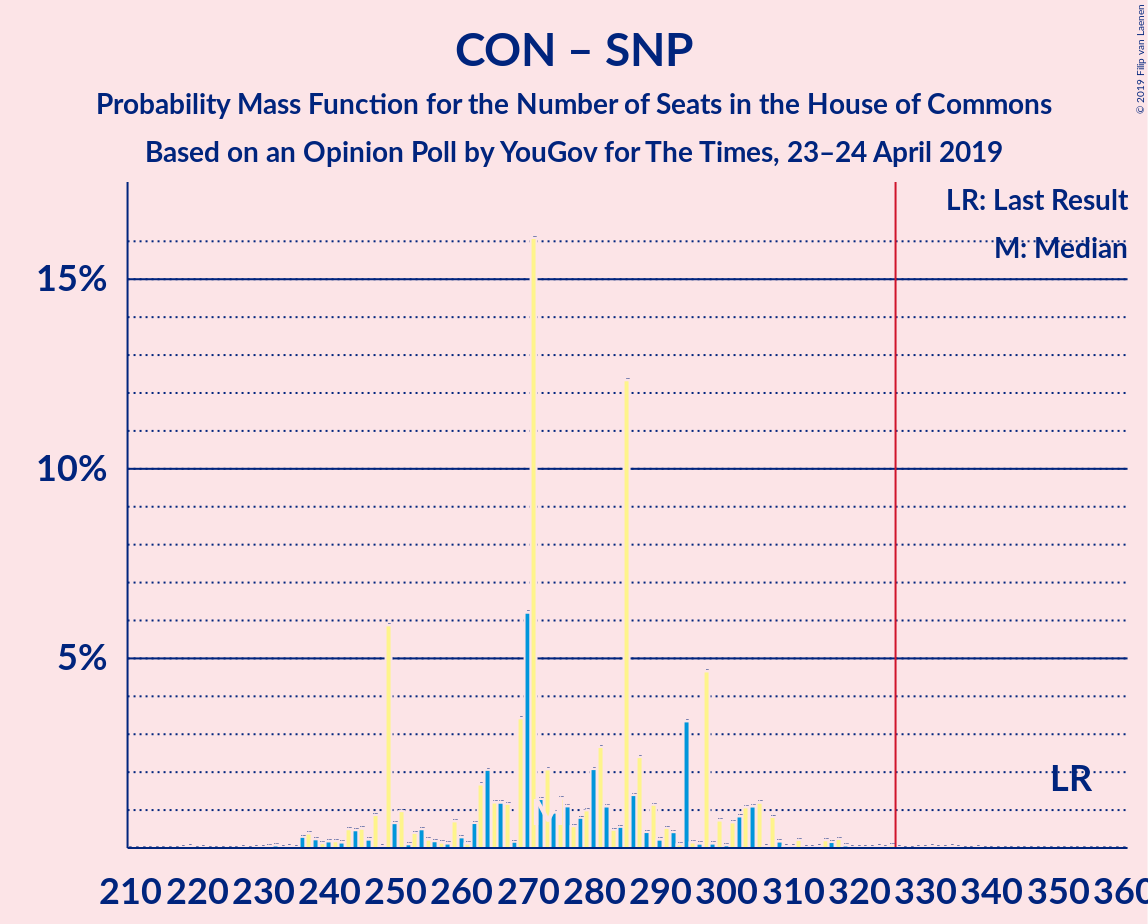 CON – SNP
Probability Mass Function for the Number of Seats in the House of Commons
Based on an Opinion Poll by YouGov for The Times, 23–24 April 2019
© 2019 Filip van Laenen
LR: Last Result
M: Median
15%
10%
5%
LR
210 220 230 240 250 260 270 280 290 300 310 320 330 340 350 360